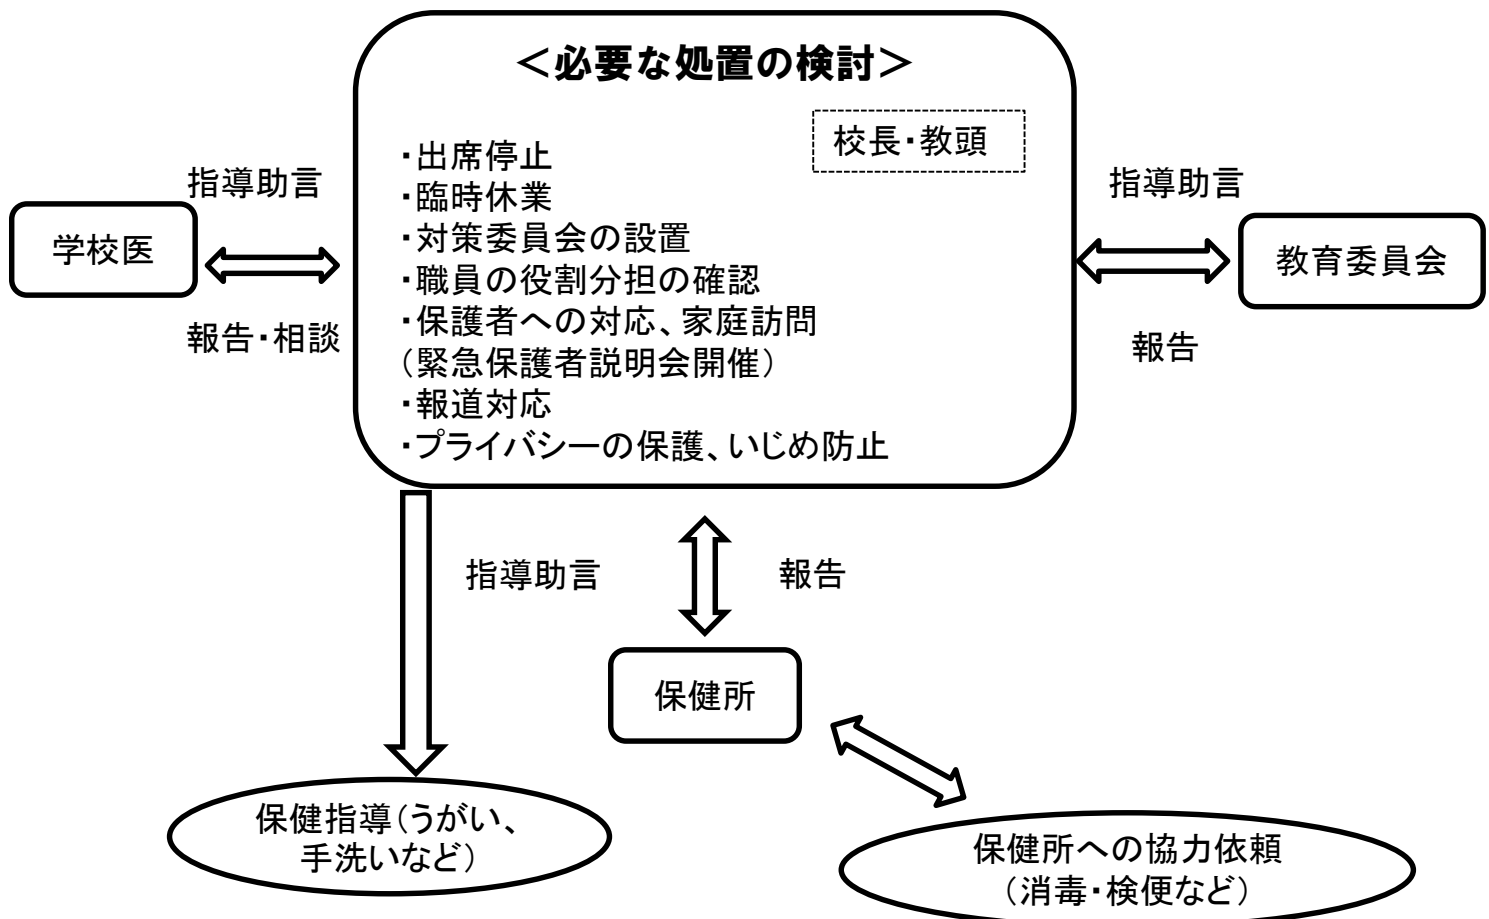 ＜必要な処置の検討＞
校長・教頭
・出席停止
・臨時休業
・対策委員会の設置
・職員の役割分担の確認
・保護者への対応、家庭訪問
(緊急保護者説明会開催)
・報道対応
・プライバシーの保護、いじめ防止
指導助言
学校医
報告・相談
指導助言
教育委員会
報告
指導助言
報告
保健所
保健指導(うがい、
手洗いなど)
保健所への協力依頼
(消毒・検便など)